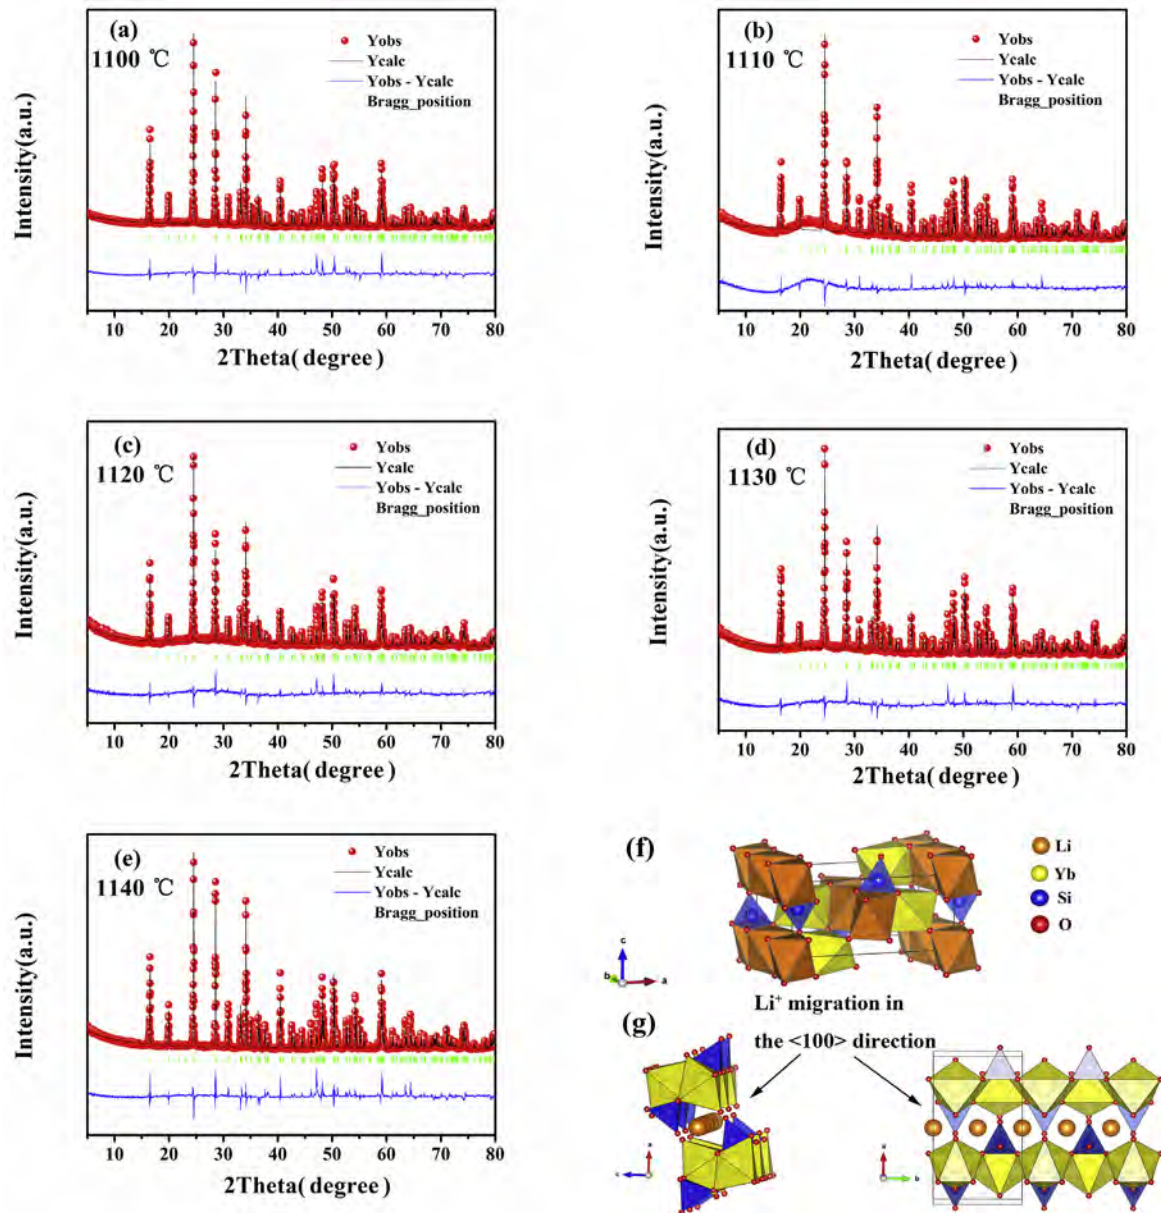 (a)
1100 ℃
Yobs
Ycalc
Yobs - Ycalc
Bragg_position
Intensity(a.u.)
10 20 30 40 50 60 70 80
2Theta( degree )
(b)
1110 ℃
Yobs
Ycalc
Yobs - Ycalc
Bragg_position
Intensity(a.u.)
10 20 30 40 50 60 70 80
2Theta( degree )
(c)
1120 ℃
Yobs
Ycalc
Yobs - Ycalc
Bragg_position
Intensity(a.u.)
10 20 30 40 50 60 70 80
2Theta( degree )
(d)
1130 ℃
Yobs
Ycalc
Yobs - Ycalc
Bragg_position
Intensity(a.u.)
10 20 30 40 50 60 70 80
2Theta( degree )
(e)
1140 ℃
Yobs
Ycalc
Yobs - Ycalc
Bragg_position
Intensity(a.u.)
10 20 30 40 50 60 70 80
2Theta( degree )
(f)
Li
Yb
Si
O
c
b
a
(g)
Li⁺ migration in
the <100> direction
a
c
a
b